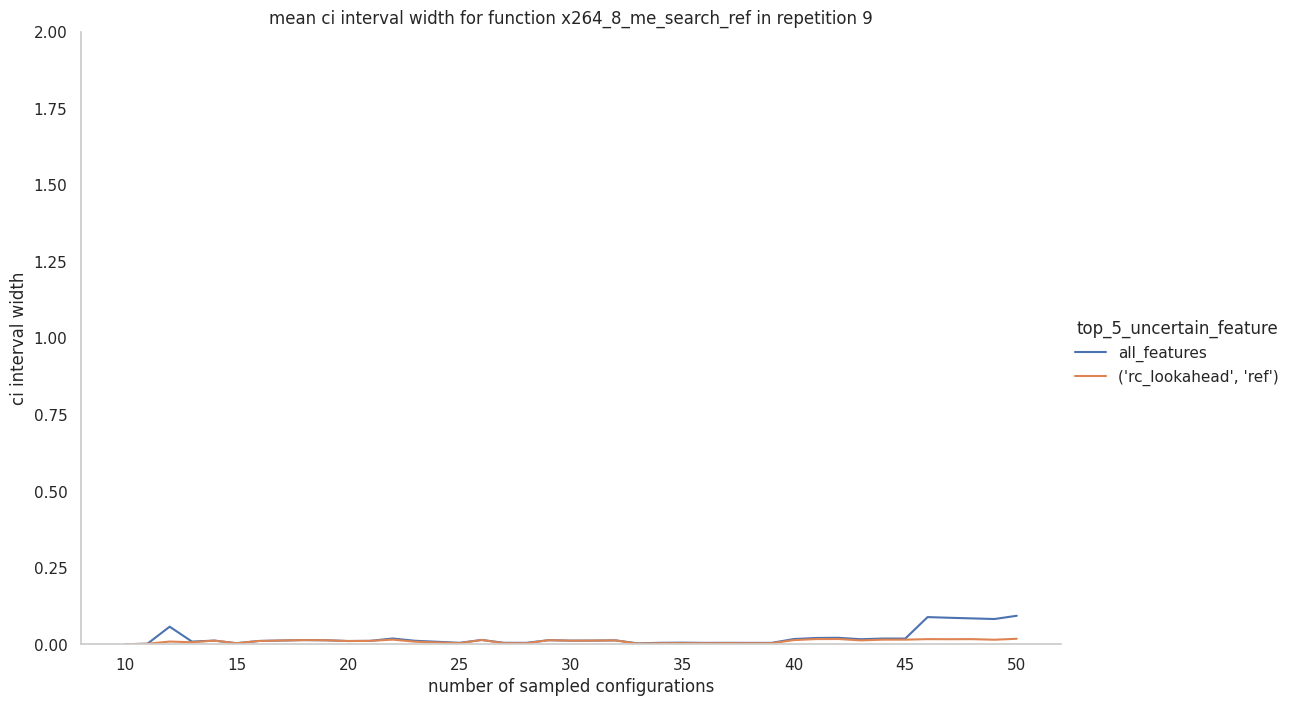 mean ci interval width for function x264_8_me_search_ref in repetition 9
2.00
1.75
1.50
1.25
1.00
0.75
0.50
0.25
0.00
ci interval width
10 15 20 25 30 35 40 45 50
number of sampled configurations
top_5_uncertain_feature
all_features
('rc_lookahead', 'ref')